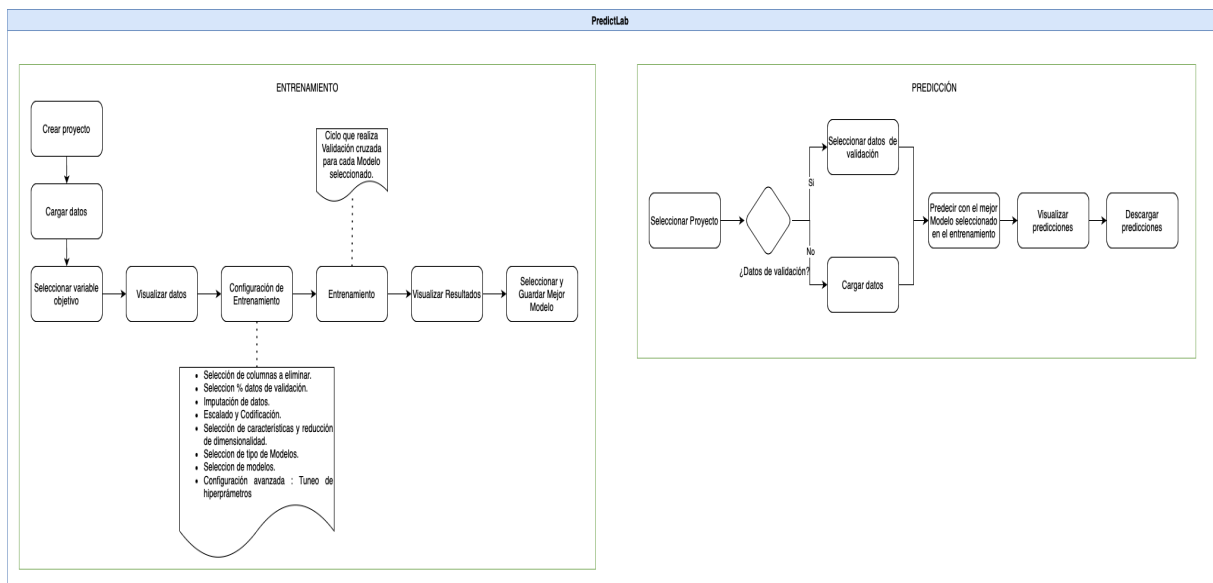 PredictLab
ENTRENAMIENTO
Crear proyecto
Cargar datos
Seleccionar variable
objetivo
Visualizar datos
Configuración de
Entrenamiento
Entrenamiento
Visualizar Resultados
Seleccionar y
Guardar Mejor
Modelo
Ciclo que realiza
Validación cruzada
para cada Modelo
seleccionado.
• Selección de columnas a eliminar.
• Seleccion % datos de validación.
• Imputación de datos.
• Escalado y Codificación.
• Selección de características y reducción
de dimensionalidad.
• Seleccion de tipo de Modelos.
• Seleccion de modelos.
• Configuración avanzada : Tuneo de
hiperprámetros
PREDICCIÓN
Seleccionar Proyecto
¿Datos de validación?
Si
No
Seleccionar datos de
validación
Cargar datos
Predecir con el mejor
Modelo seleccionado
en el entrenamiento
Visualizar
predicciones
Descargar
predicciones